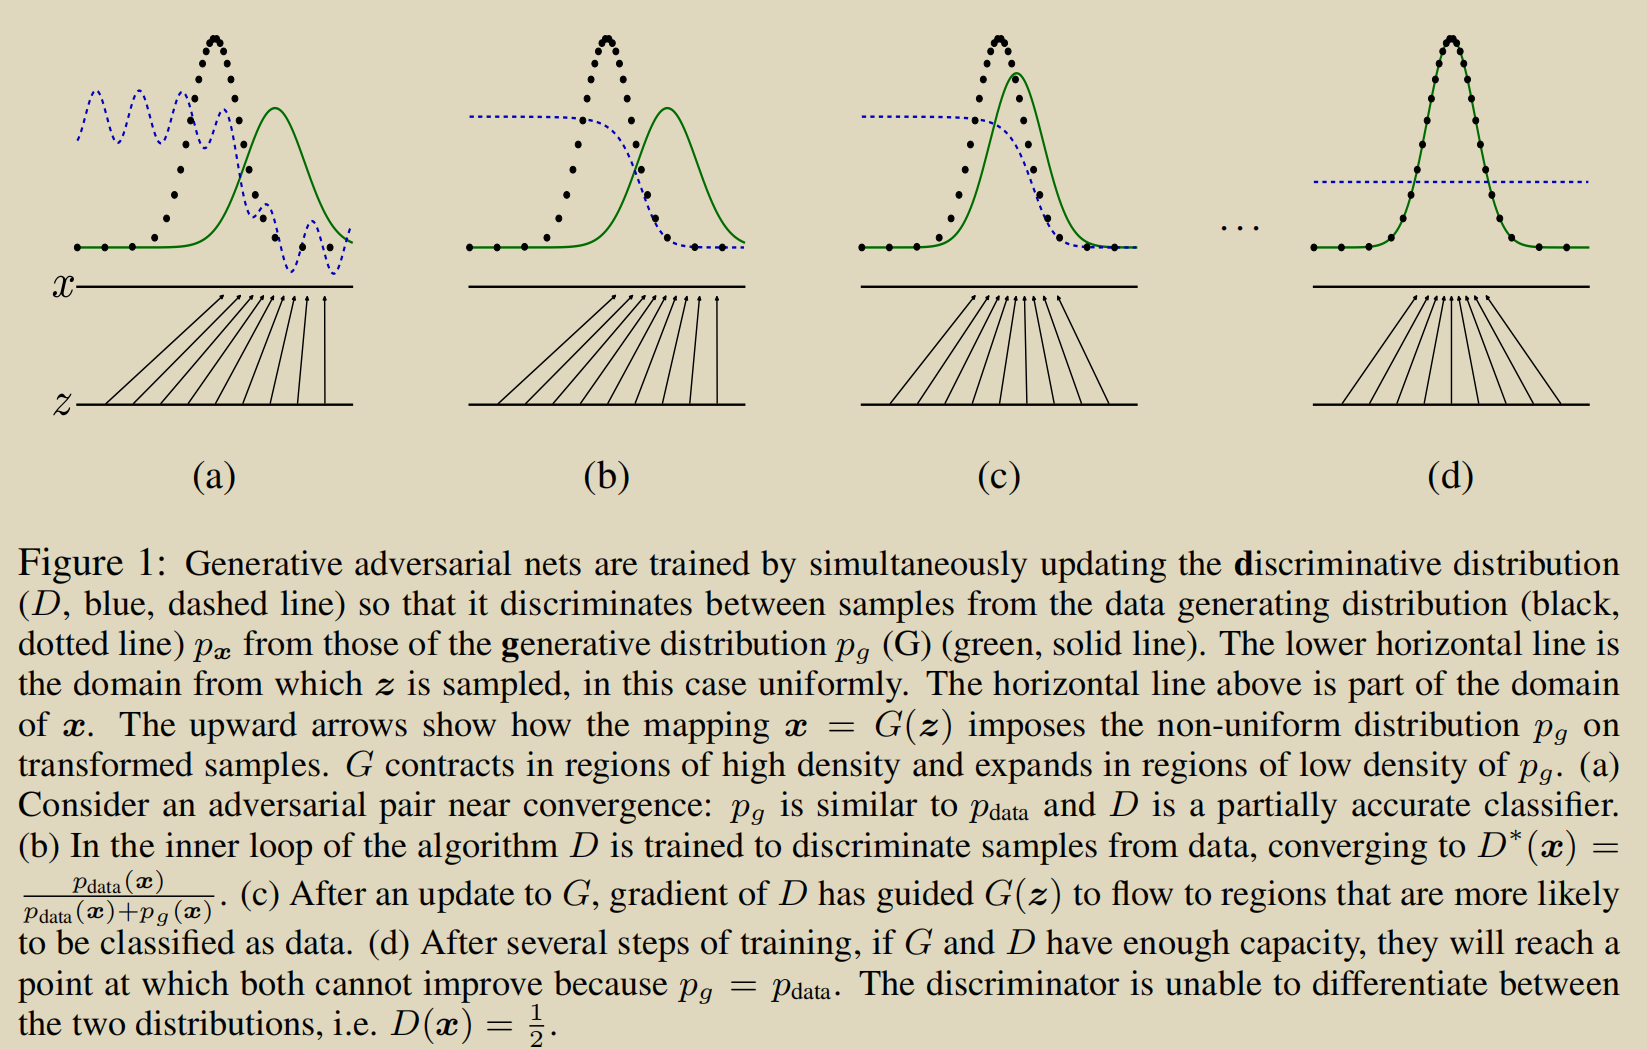 x
z
. . .
(a) (b) (c) (d)
Figure 1: Generative adversarial nets are trained by simultaneously updating the discriminative distribution
(D, blue, dashed line) so that it discriminates between samples from the data generating distribution (black,
dotted line) pₓ from those of the generative distribution p_g (G) (green, solid line). The lower horizontal line is
the domain from which z is sampled, in this case uniformly. The horizontal line above is part of the domain
of x. The upward arrows show how the mapping x = G(z) imposes the non-uniform distribution p_g on
transformed samples. G contracts in regions of high density and expands in regions of low density of p_g. (a)
Consider an adversarial pair near convergence: p_g is similar to p_data and D is a partially accurate classifier.
(b) In the inner loop of the algorithm D is trained to discriminate samples from data, converging to D*(x) =
p_data(x) / (p_data(x)+p_g(x)). (c) After an update to G, gradient of D has guided G(z) to flow to regions that are more likely
to be classified as data. (d) After several steps of training, if G and D have enough capacity, they will reach a
point at which both cannot improve because p_g = p_data. The discriminator is unable to differentiate between
the two distributions, i.e. D(x) = 1/2.